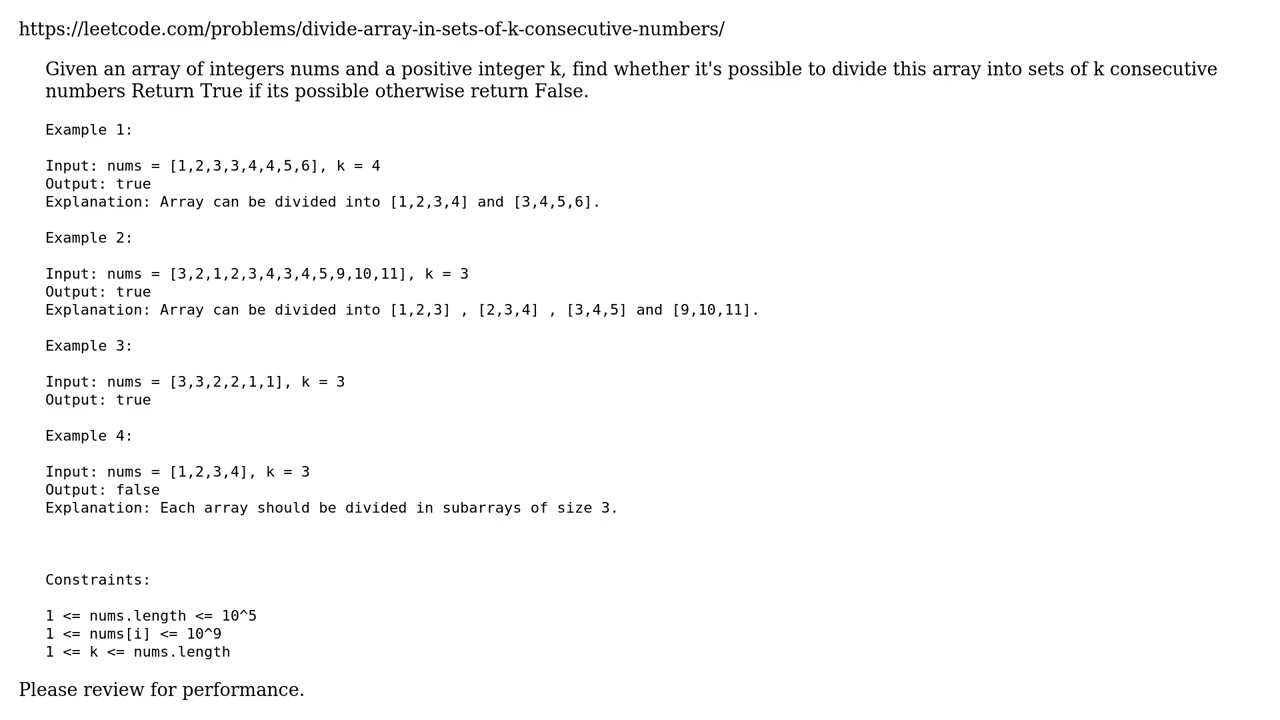 https://leetcode.com/problems/divide-array-in-sets-of-k-consecutive-numbers/
Given an array of integers nums and a positive integer k, find whether it's possible to divide this array into sets of k consecutive
numbers Return True if its possible otherwise return False.
Example 1:
Input: nums = [1,2,3,3,4,4,5,6], k = 4
Output: true
Explanation: Array can be divided into [1,2,3,4] and [3,4,5,6].
Example 2:
Input: nums = [3,2,1,2,3,4,3,4,5,9,10,11], k = 3
Output: true
Explanation: Array can be divided into [1,2,3] , [2,3,4] , [3,4,5] and [9,10,11].
Example 3:
Input: nums = [3,3,2,2,1,1], k = 3
Output: true
Example 4:
Input: nums = [1,2,3,4], k = 3
Output: false
Explanation: Each array should be divided in subarrays of size 3.
Constraints:
1 <= nums.length <= 10^5
1 <= nums[i] <= 10^9
1 <= k <= nums.length
Please review for performance.